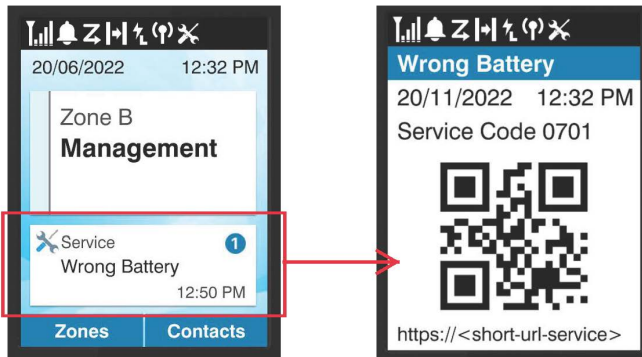 20/06/2022 12:32 PM
Zone B
Management
Service 1
Wrong Battery
12:50 PM
Zones Contacts
Wrong Battery
20/11/2022 12:32 PM
Service Code 0701
https://<short-url-service>